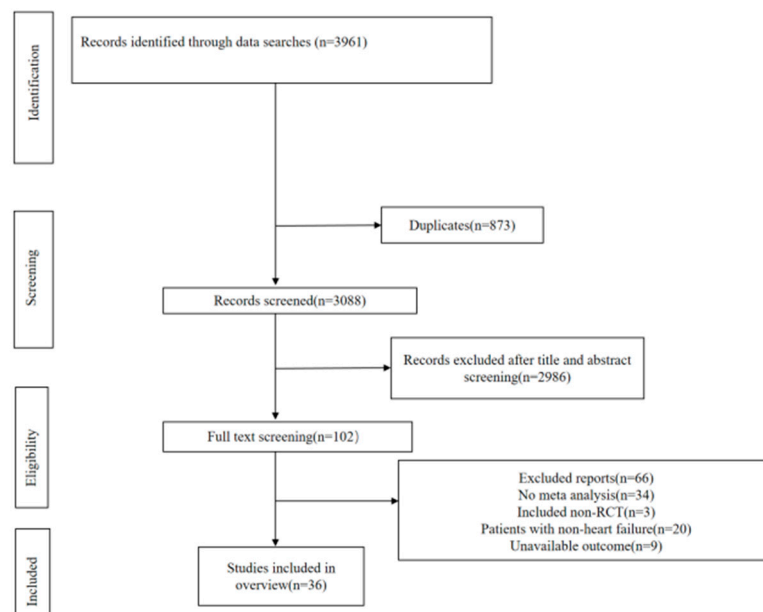 Identification
Records identified through data searches (n=3961)
Duplicates(n=873)
Screening
Records screened(n=3088)
Records excluded after title and abstract
screening(n=2986)
Eligibility
Full text screening(n=102)
Excluded reports(n=66)
No meta analysis(n=34)
Included non-RCT(n=3)
Patients with non-heart failure(n=20)
Unavailable outcome(n=9)
Included
Studies included in
overview(n=36)